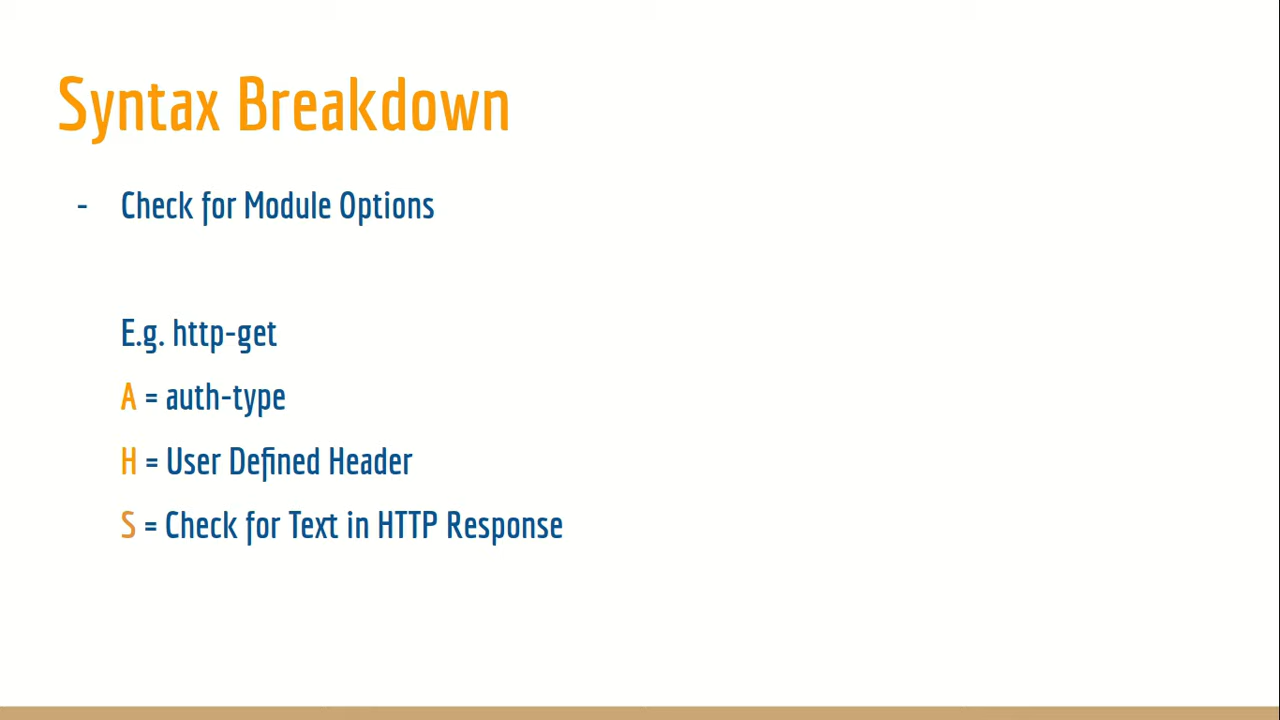 Syntax Breakdown
- Check for Module Options
E.g. http-get
A = auth-type
H = User Defined Header
S = Check for Text in HTTP Response